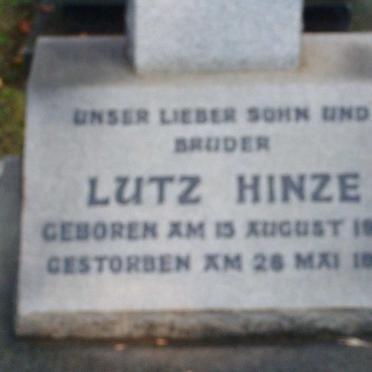 UNSER LIEBER SOHN UND
BRUDER
LUTZ HINZE
GEBOREN AM 15 AUGUST
GESTORBEN AM 26 MAI